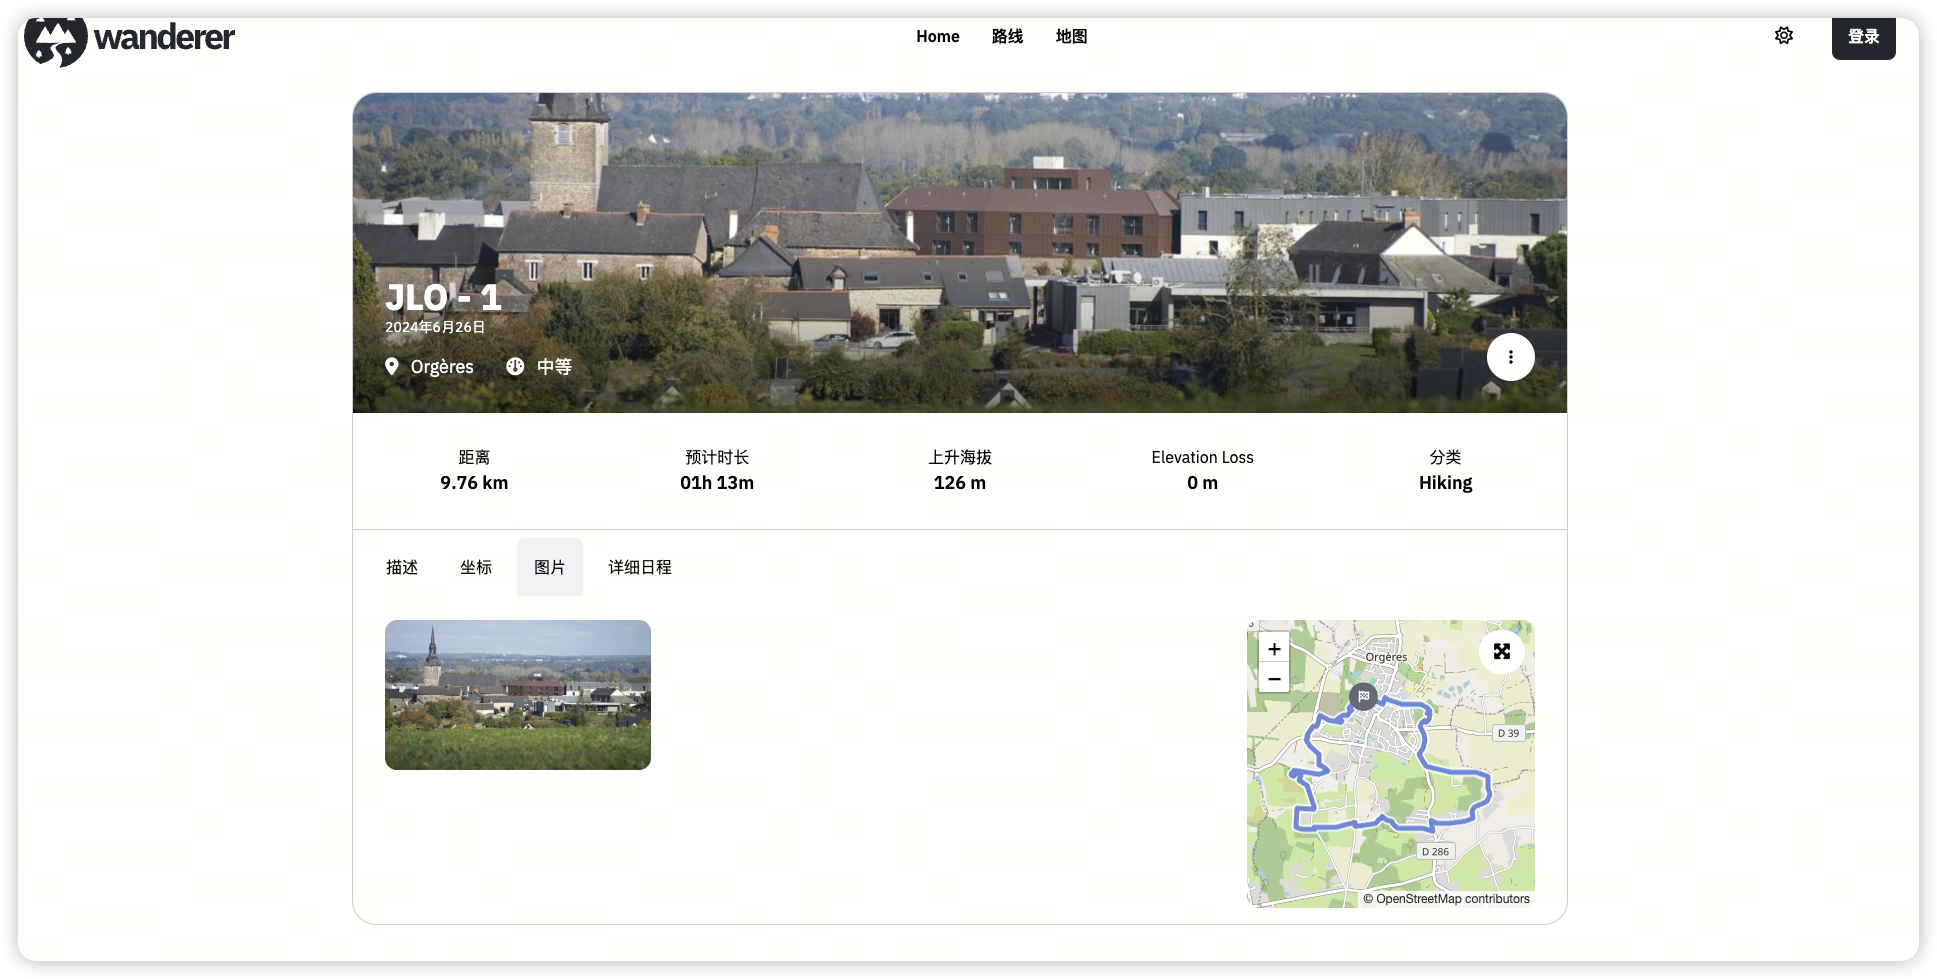 wanderer
Home 路线 地图
登录
JLO - 1
2024年6月26日
Orgères 中等
距离 预计时长 上升海拔 Elevation Loss 分类
9.76 km 01h 13m 126 m 0 m Hiking
描述 坐标 图片 详细日程
+
−
Orgères
D 39
D 286
© OpenStreetMap contributors